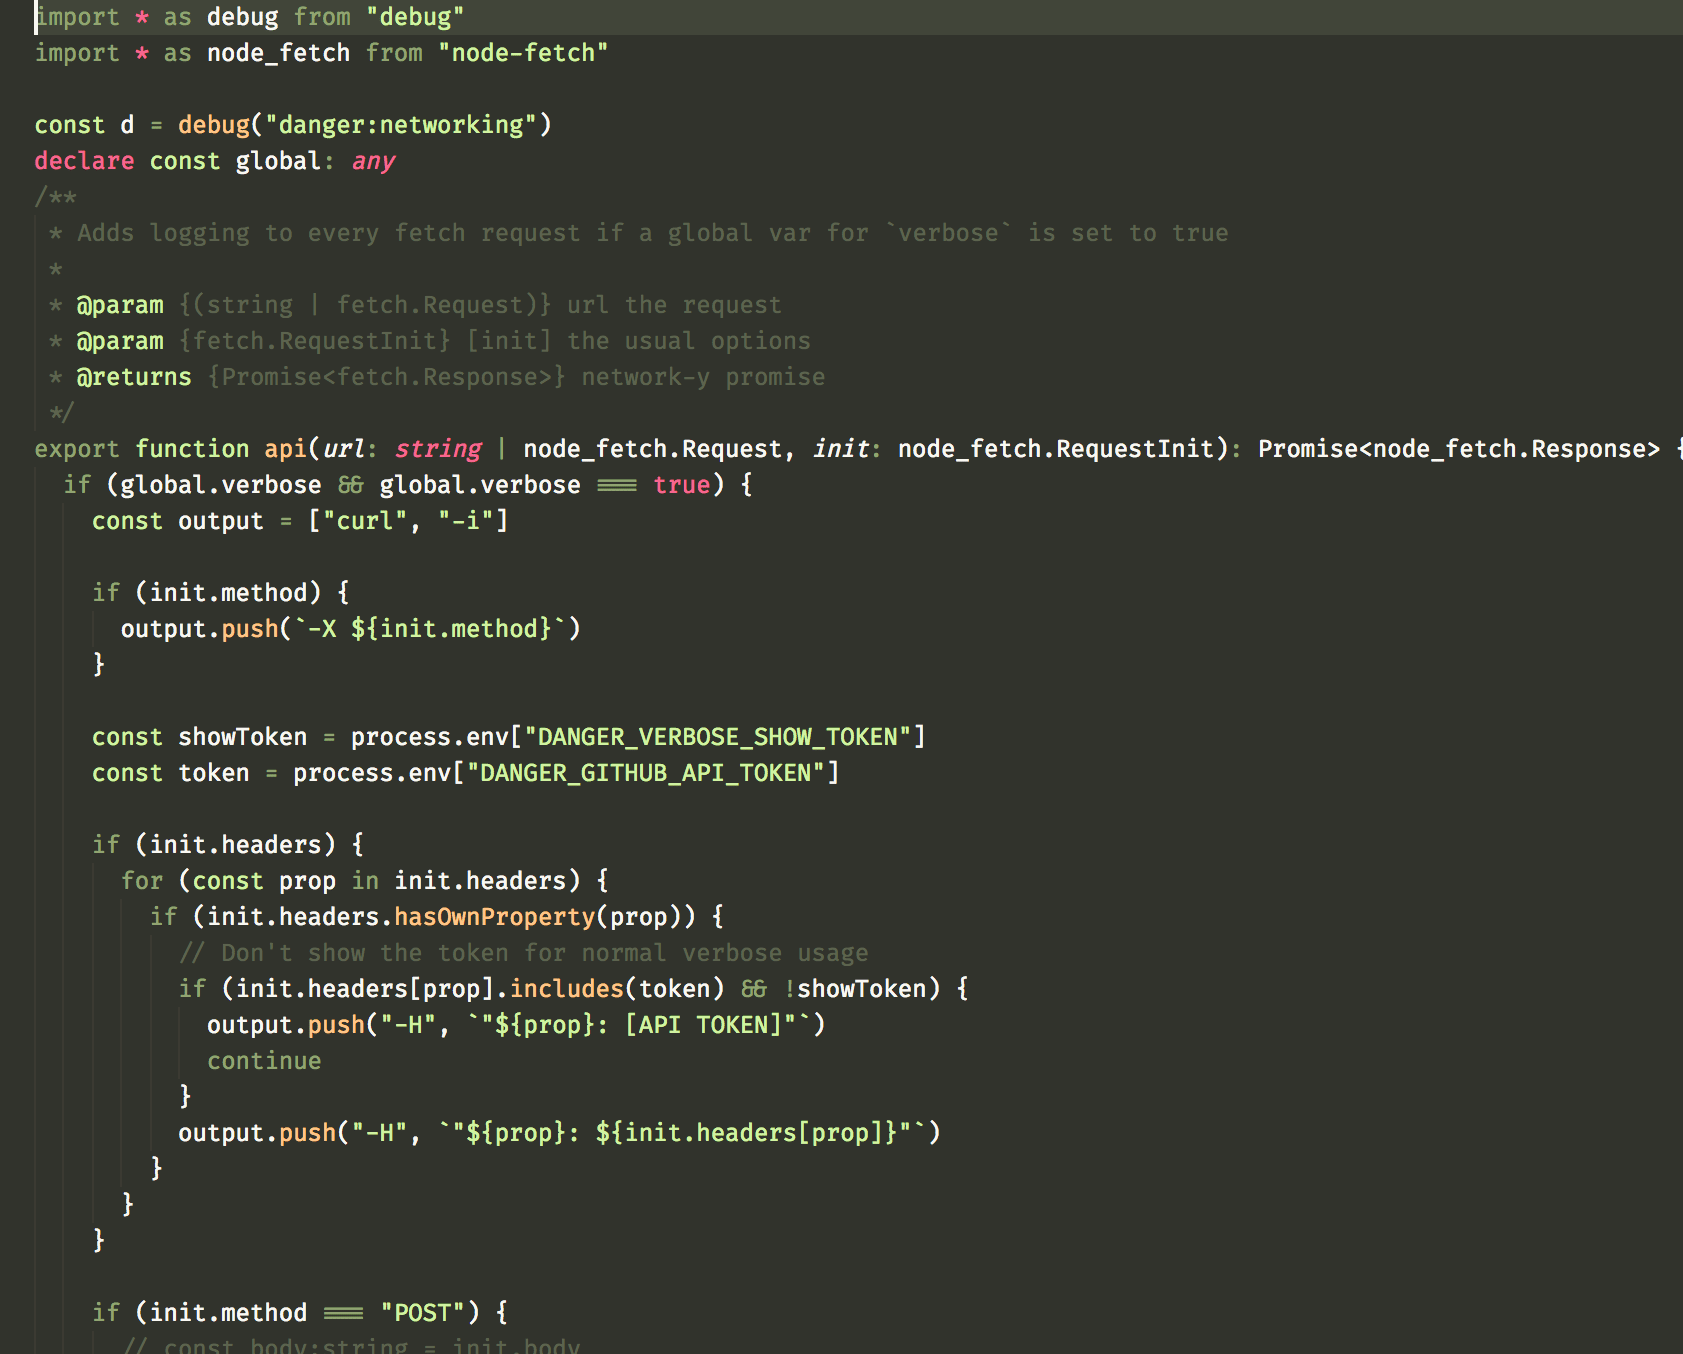 import * as debug from "debug"
import * as node_fetch from "node-fetch"

const d = debug("danger:networking")
declare const global: any
/**
 * Adds logging to every fetch request if a global var for `verbose` is set to true
 *
 * @param {(string | fetch.Request)} url the request
 * @param {fetch.RequestInit} [init] the usual options
 * @returns {Promise<fetch.Response>} network-y promise
 */
export function api(url: string | node_fetch.Request, init: node_fetch.RequestInit): Promise<node_fetch.Response> {
  if (global.verbose && global.verbose === true) {
    const output = ["curl", "-i"]

    if (init.method) {
      output.push(`-X ${init.method}`)
    }

    const showToken = process.env["DANGER_VERBOSE_SHOW_TOKEN"]
    const token = process.env["DANGER_GITHUB_API_TOKEN"]

    if (init.headers) {
      for (const prop in init.headers) {
        if (init.headers.hasOwnProperty(prop)) {
          // Don't show the token for normal verbose usage
          if (init.headers[prop].includes(token) && !showToken) {
            output.push("-H", `"${prop}: [API TOKEN]"`)
            continue
          }
          output.push("-H", `"${prop}: ${init.headers[prop]}"`)
        }
      }
    }

    if (init.method === "POST") {
      // const body:string = init.body